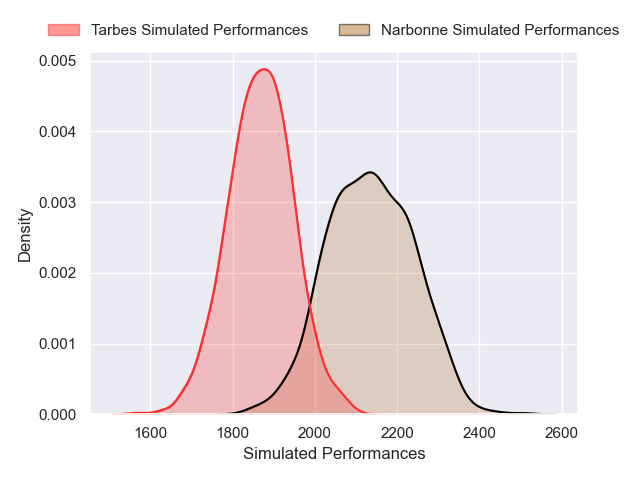 Tarbes Simulated Performances Narbonne Simulated Performances
0.005
0.004
0.003
0.002
0.001
0.000
Density
1600 1800 2000 2200 2400 2600
Simulated Performances